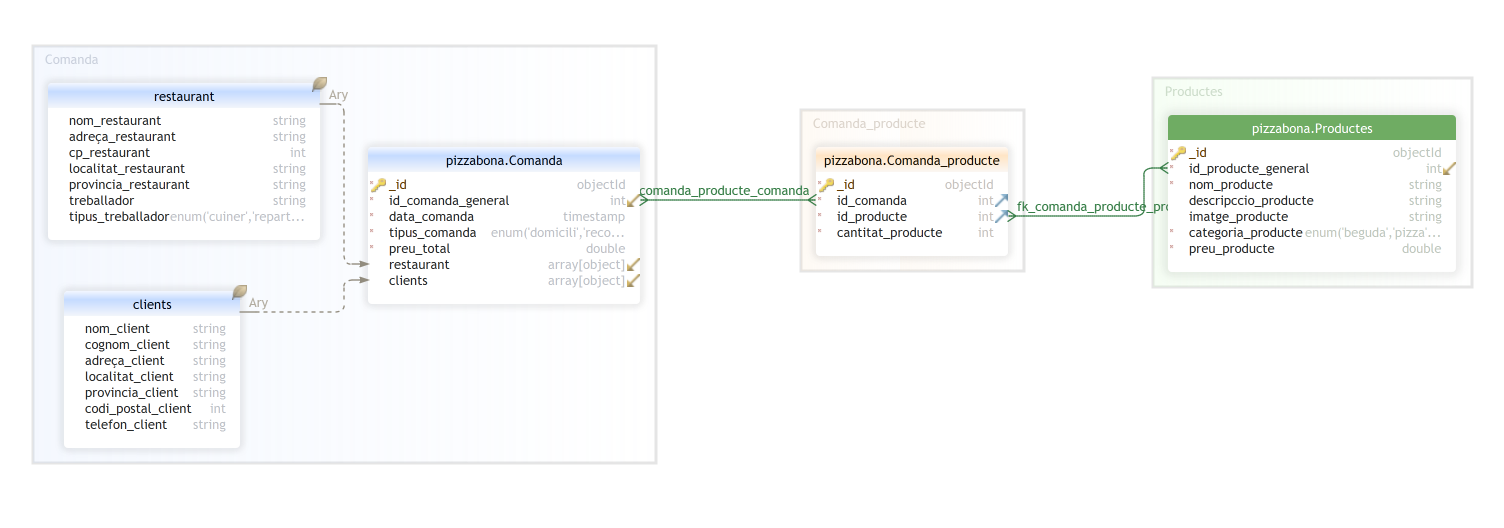 Comanda
restaurant
Ary
nom_restaurant string
adreça_restaurant string
cp_restaurant int
localitat_restaurant string
provincia_restaurant string
treballador string
tipus_treballador enum('cuiner','repart...
clients
Ary
nom_client string
cognom_client string
adreça_client string
localitat_client string
provincia_client string
codi_postal_client int
telefon_client string
pizzabona.Comanda
_id objectId
id_comanda_general int
data_comanda timestamp
tipus_comanda enum('domicili','reco...
preu_total double
restaurant array[object]
clients array[object]
comanda_producte_comanda
Comanda_producte
pizzabona.Comanda_producte
_id objectId
id_comanda int
id_producte int
cantitat_producte int
fk_comanda_producte_pro
Productes
pizzabona.Productes
_id objectId
id_producte_general int
nom_producte string
descripccio_producte string
imatge_producte string
categoria_producte enum('beguda','pizza'...
preu_producte double